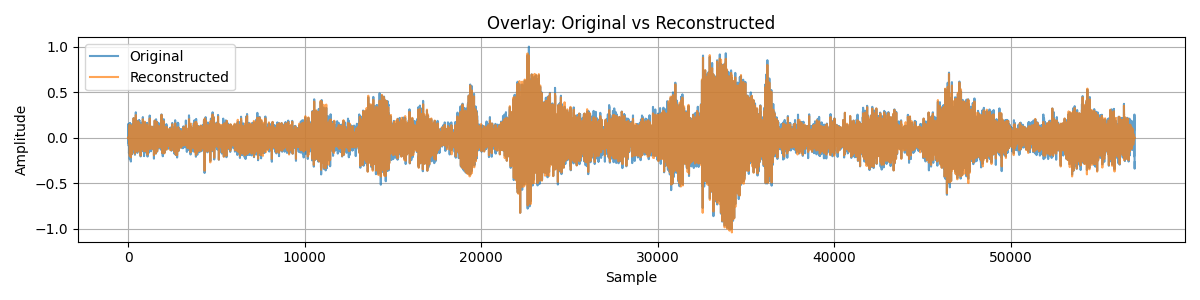 Overlay: Original vs Reconstructed
Original
Reconstructed
Amplitude
1.0
0.5
0.0
−0.5
−1.0
0 10000 20000 30000 40000 50000
Sample